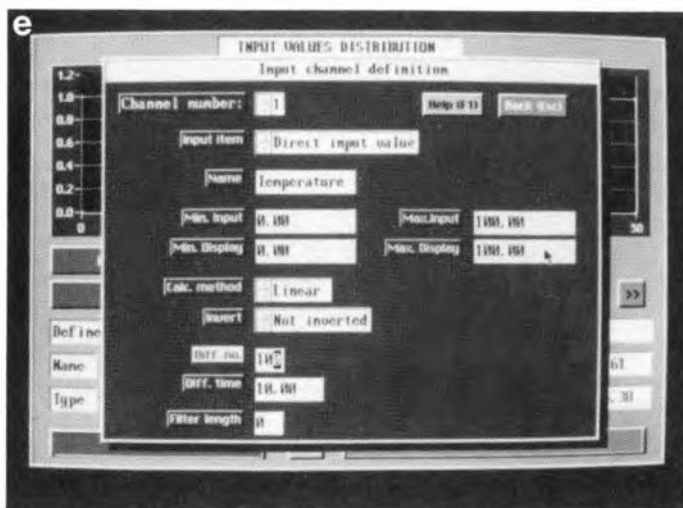 e
INPUT VALUES DISTRIBUTION
Input channel definition
Channel number: 1
Help (F1)
Back (Esc)
Input item Direct input value
Name Temperature
Min. Input 0.00 Max.Input 100.00
Min. Display 0.00 Max. Display 100.00
Calc. method Linear
Invert Not inverted
Diff. no. 10
Diff. time 10.00
Filter length 0
1.2
1.0
0.8
0.6
0.4
0.2
0.0
0
30
>>
Define
Name 61
Type .38